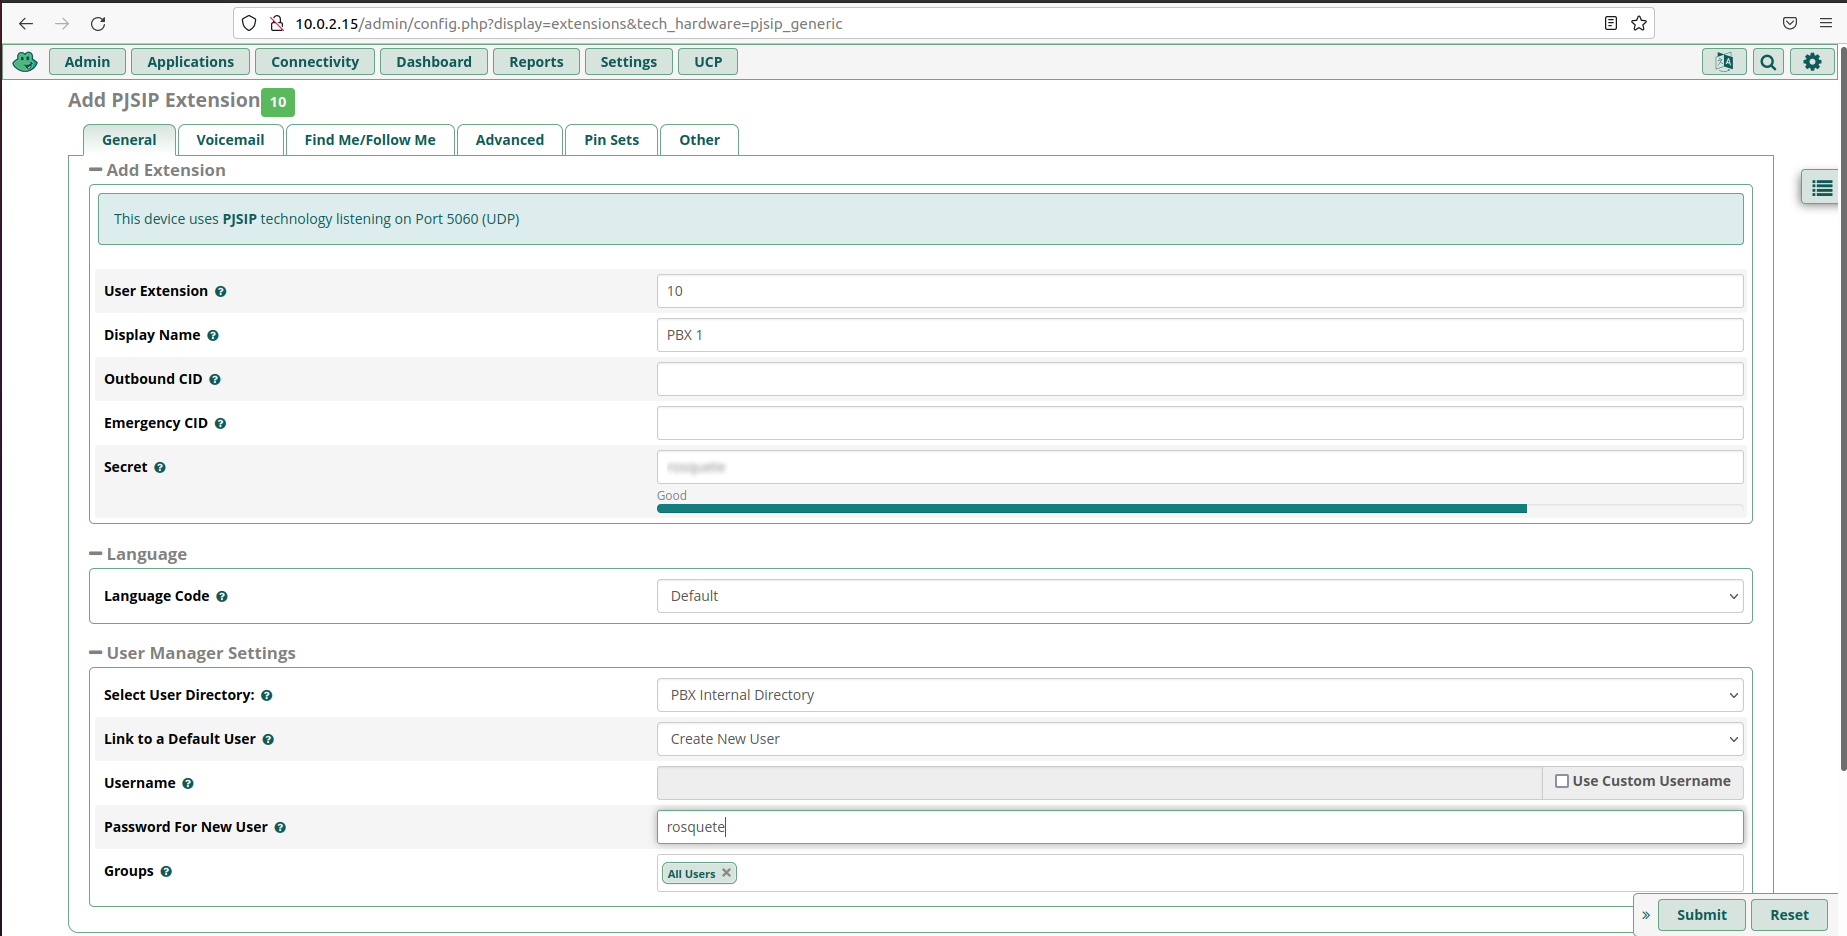 10.0.2.15/admin/config.php?display=extensions&tech_hardware=pjsip_generic
Admin Applications Connectivity Dashboard Reports Settings UCP
Add PJSIP Extension 10
General Voicemail Find Me/Follow Me Advanced Pin Sets Other
Add Extension
This device uses PJSIP technology listening on Port 5060 (UDP)
User Extension 10
Display Name PBX 1
Outbound CID
Emergency CID
Secret
Good
Language
Language Code Default
User Manager Settings
Select User Directory: PBX Internal Directory
Link to a Default User Create New User
Username Use Custom Username
Password For New User rosquete
Groups All Users
» Submit Reset